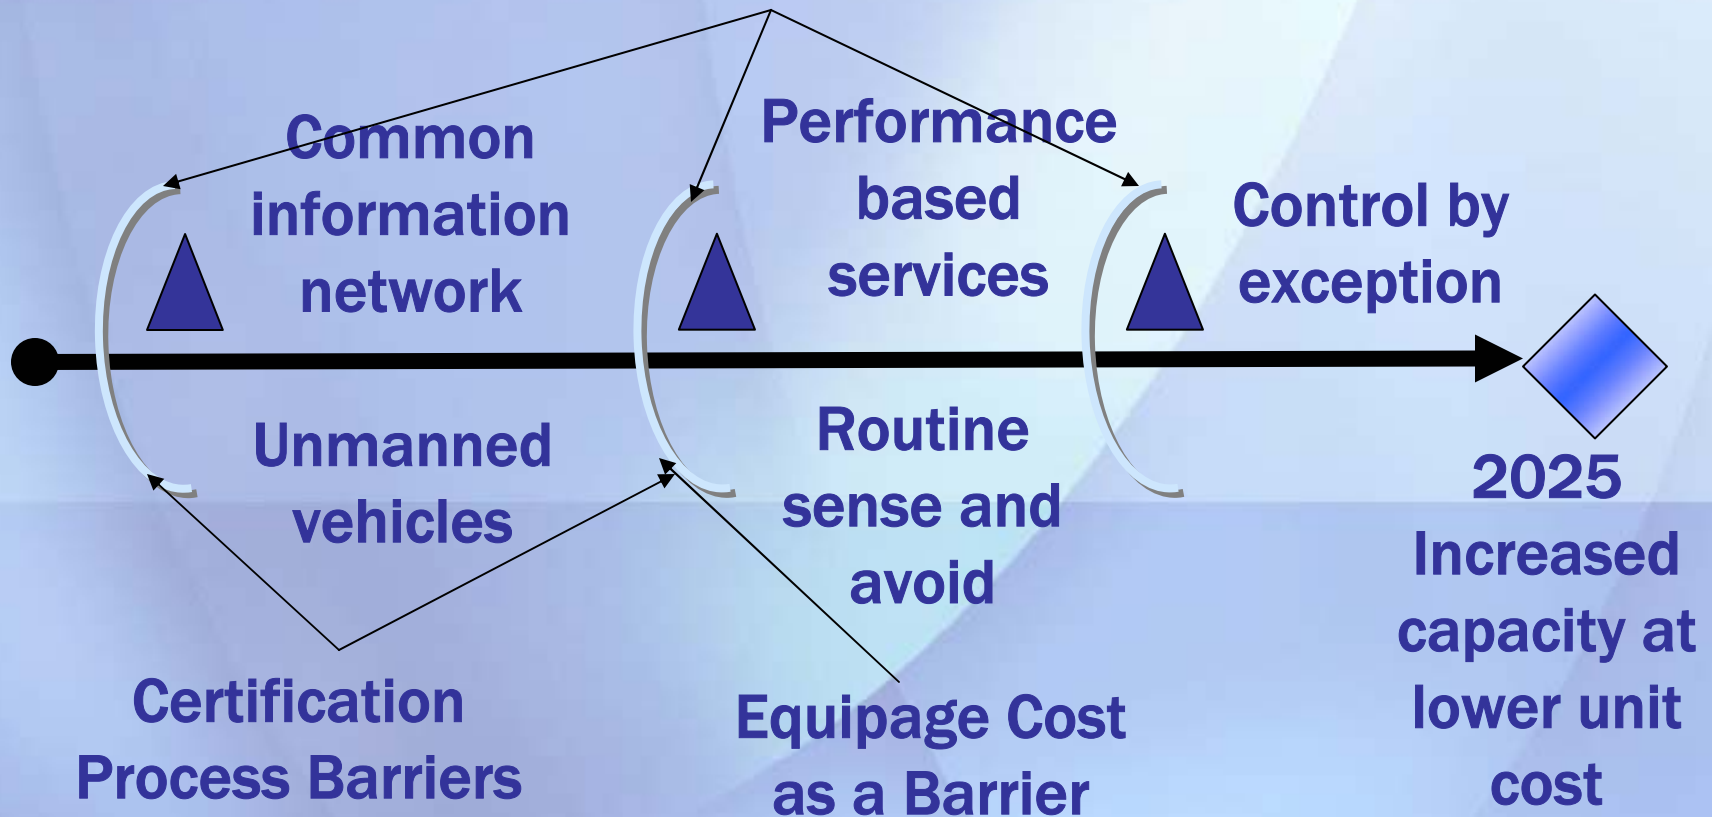 Common
information
network
Performance
based
services
Control by
exception
Unmanned
vehicles
Routine
sense and
avoid
2025
Increased
capacity at
lower unit
cost
Certification
Process Barriers
Equipage Cost
as a Barrier